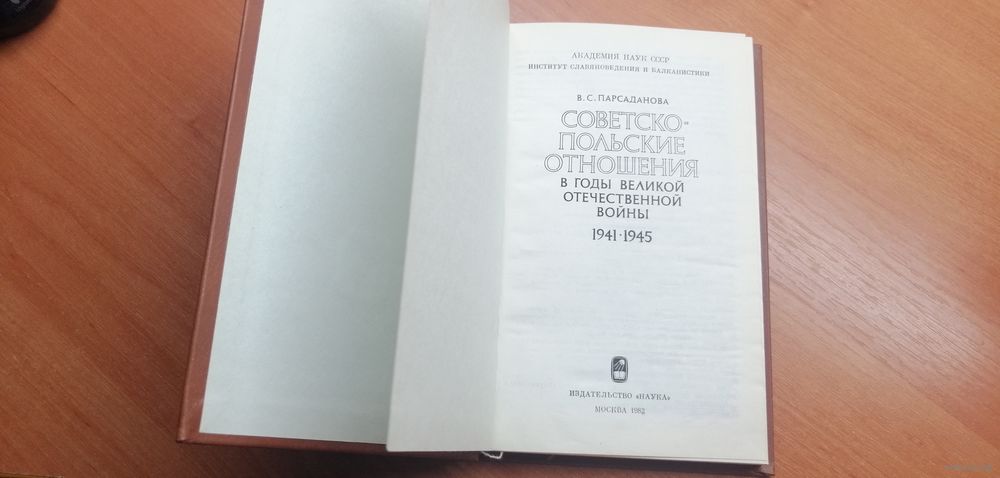 АКАДЕМИЯ НАУК СССР
ИНСТИТУТ СЛАВЯНОВЕДЕНИЯ И БАЛКАНИСТИКИ
В. С. ПАРСАДАНОВА
СОВЕТСКО-
ПОЛЬСКИЕ
ОТНОШЕНИЯ
В ГОДЫ ВЕЛИКОЙ
ОТЕЧЕСТВЕННОЙ
ВОЙНЫ
1941·1945
ИЗДАТЕЛЬСТВО «НАУКА»
МОСКВА 1982